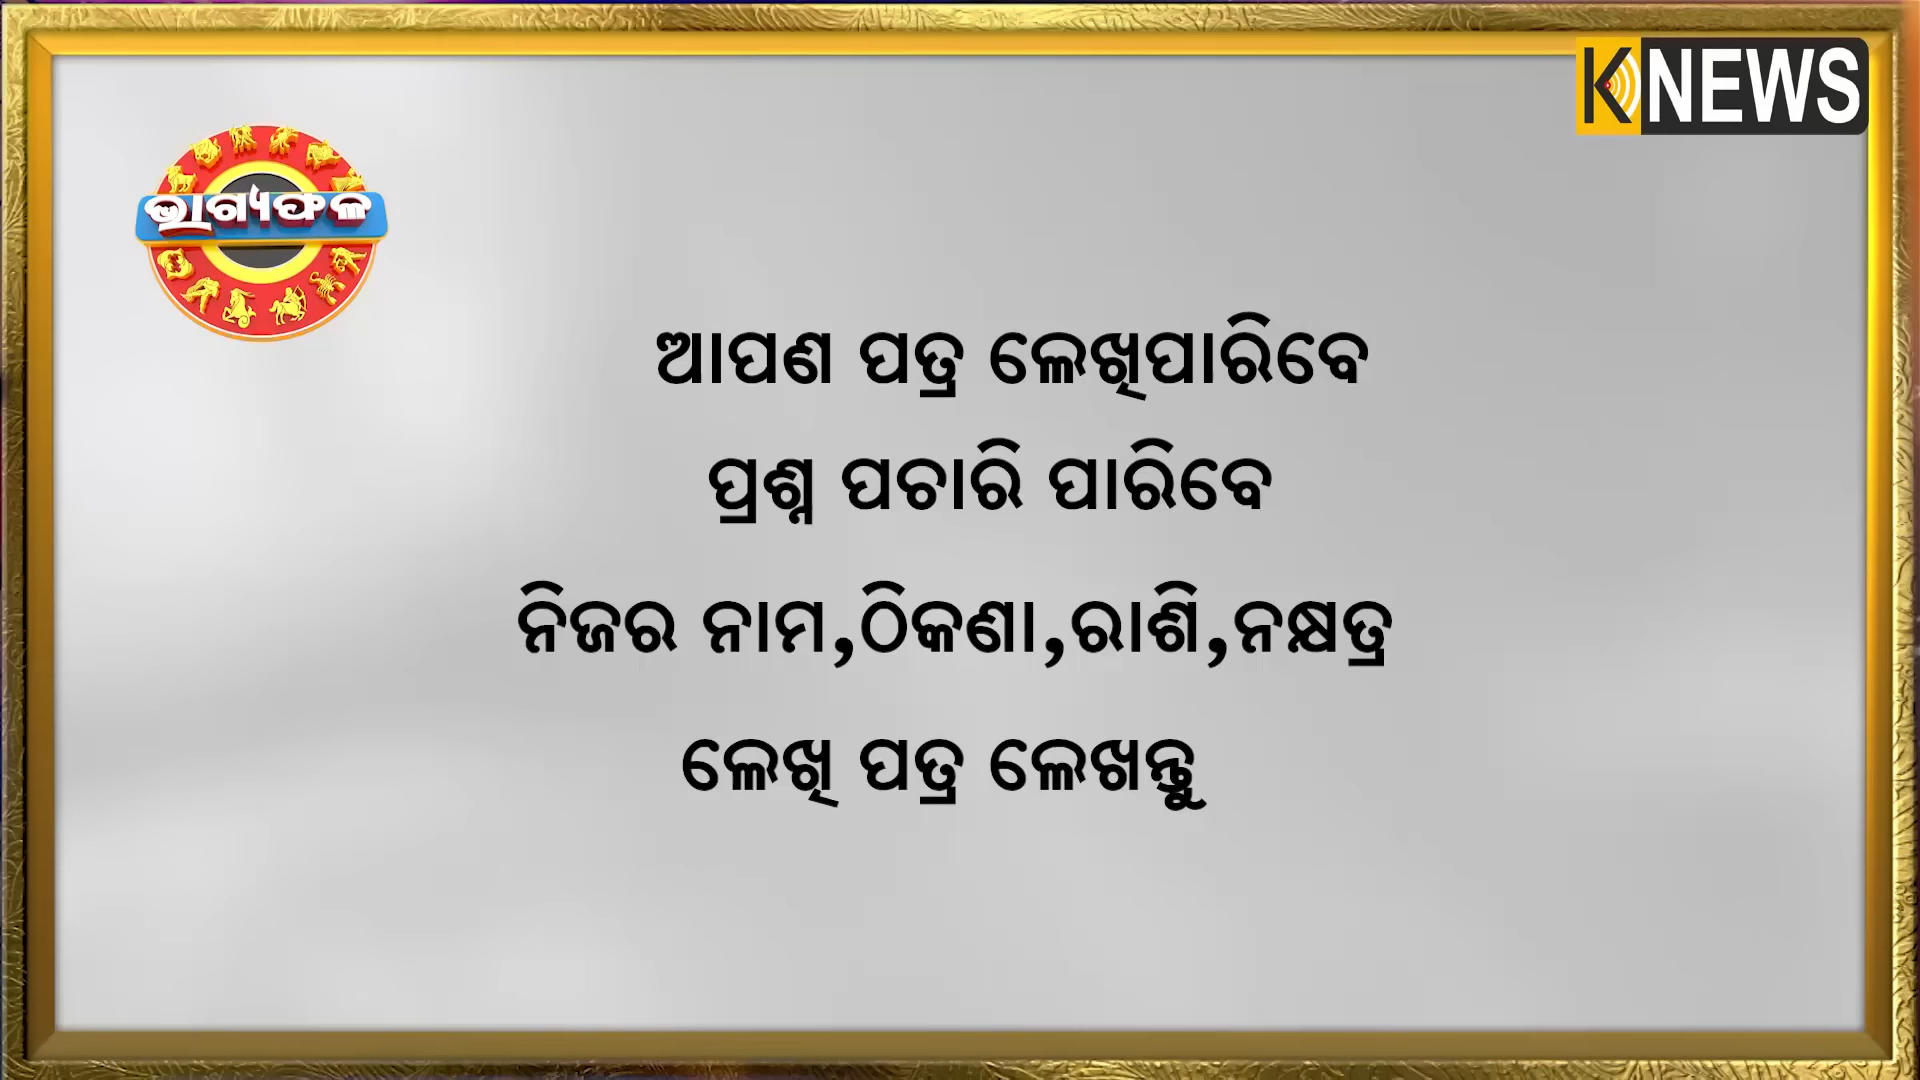 KNEWS
ଭାଗ୍ୟଫଳ
ଆପଣ ପତ୍ର ଲେଖିପାରିବେ
ପ୍ରଶ୍ନ ପଚାରି ପାରିବେ
ନିଜର ନାମ,ଠିକଣା,ରାଶି,ନକ୍ଷତ୍ର
ଲେଖି ପତ୍ର ଲେଖନ୍ତୁ